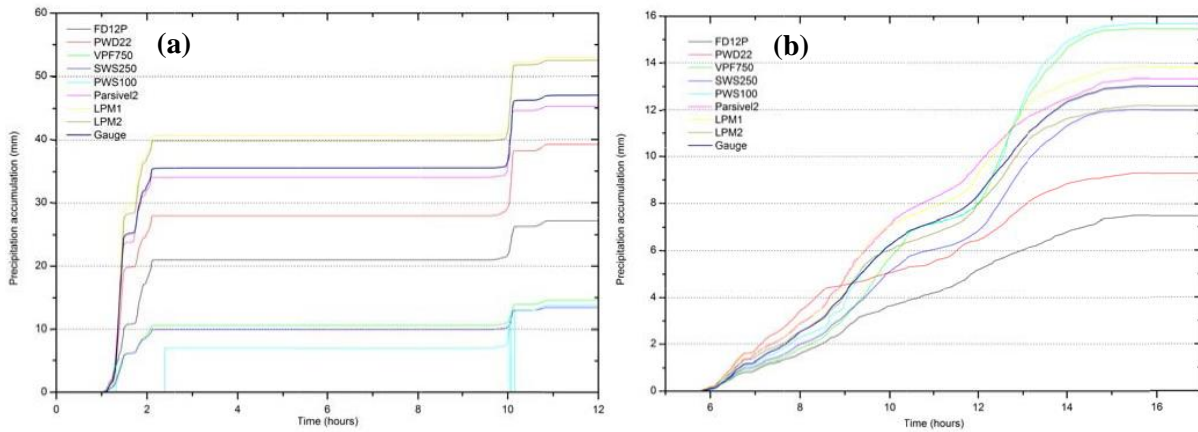 (a)
FD12P
PWD22
VPF750
SWS250
PWS100
Parsivel2
LPM1
LPM2
Gauge
Precipitation accumulation (mm)
60
50
40
30
20
10
0
0 2 4 6 8 10 12
Time (hours)
(b)
FD12P
PWD22
VPF750
SWS250
PWS100
Parsivel2
LPM1
LPM2
Gauge
Precipitation accumulation (mm)
16
14
12
10
8
6
4
2
0
6 8 10 12 14 16
Time (hours)